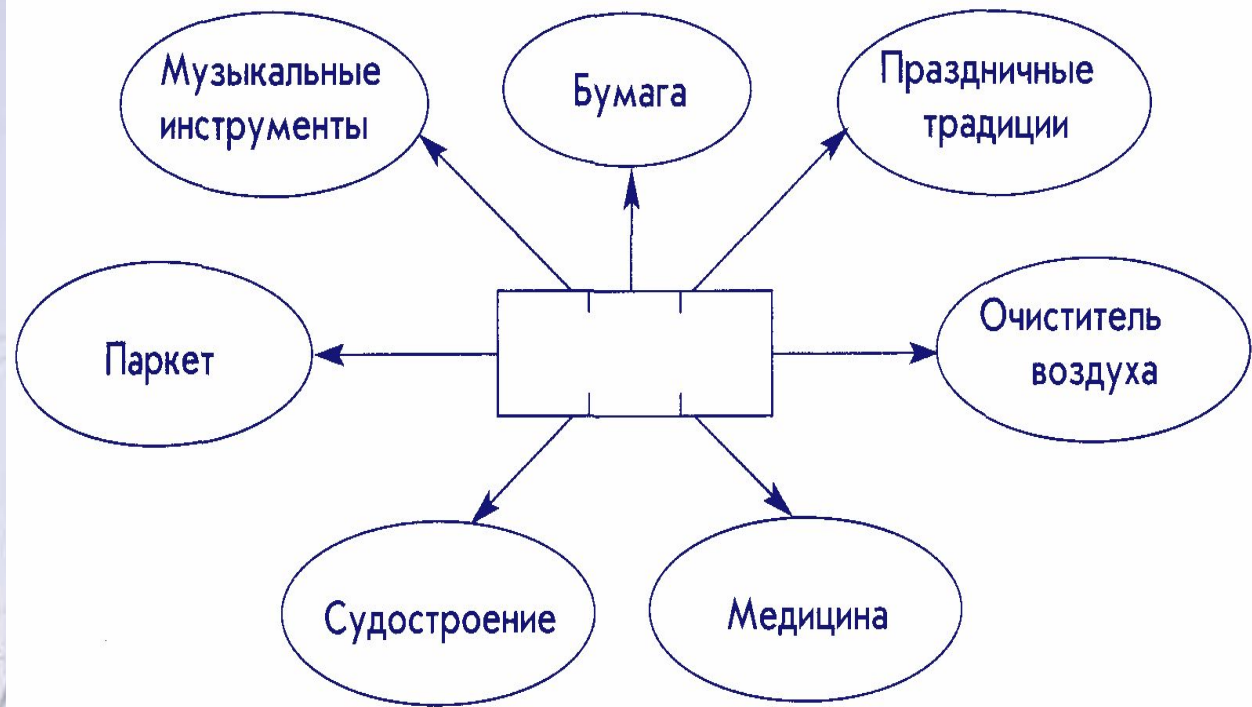 Музыкальные
инструменты
Бумага
Праздничные
традиции
Паркет
Очиститель
воздуха
Судостроение
Медицина